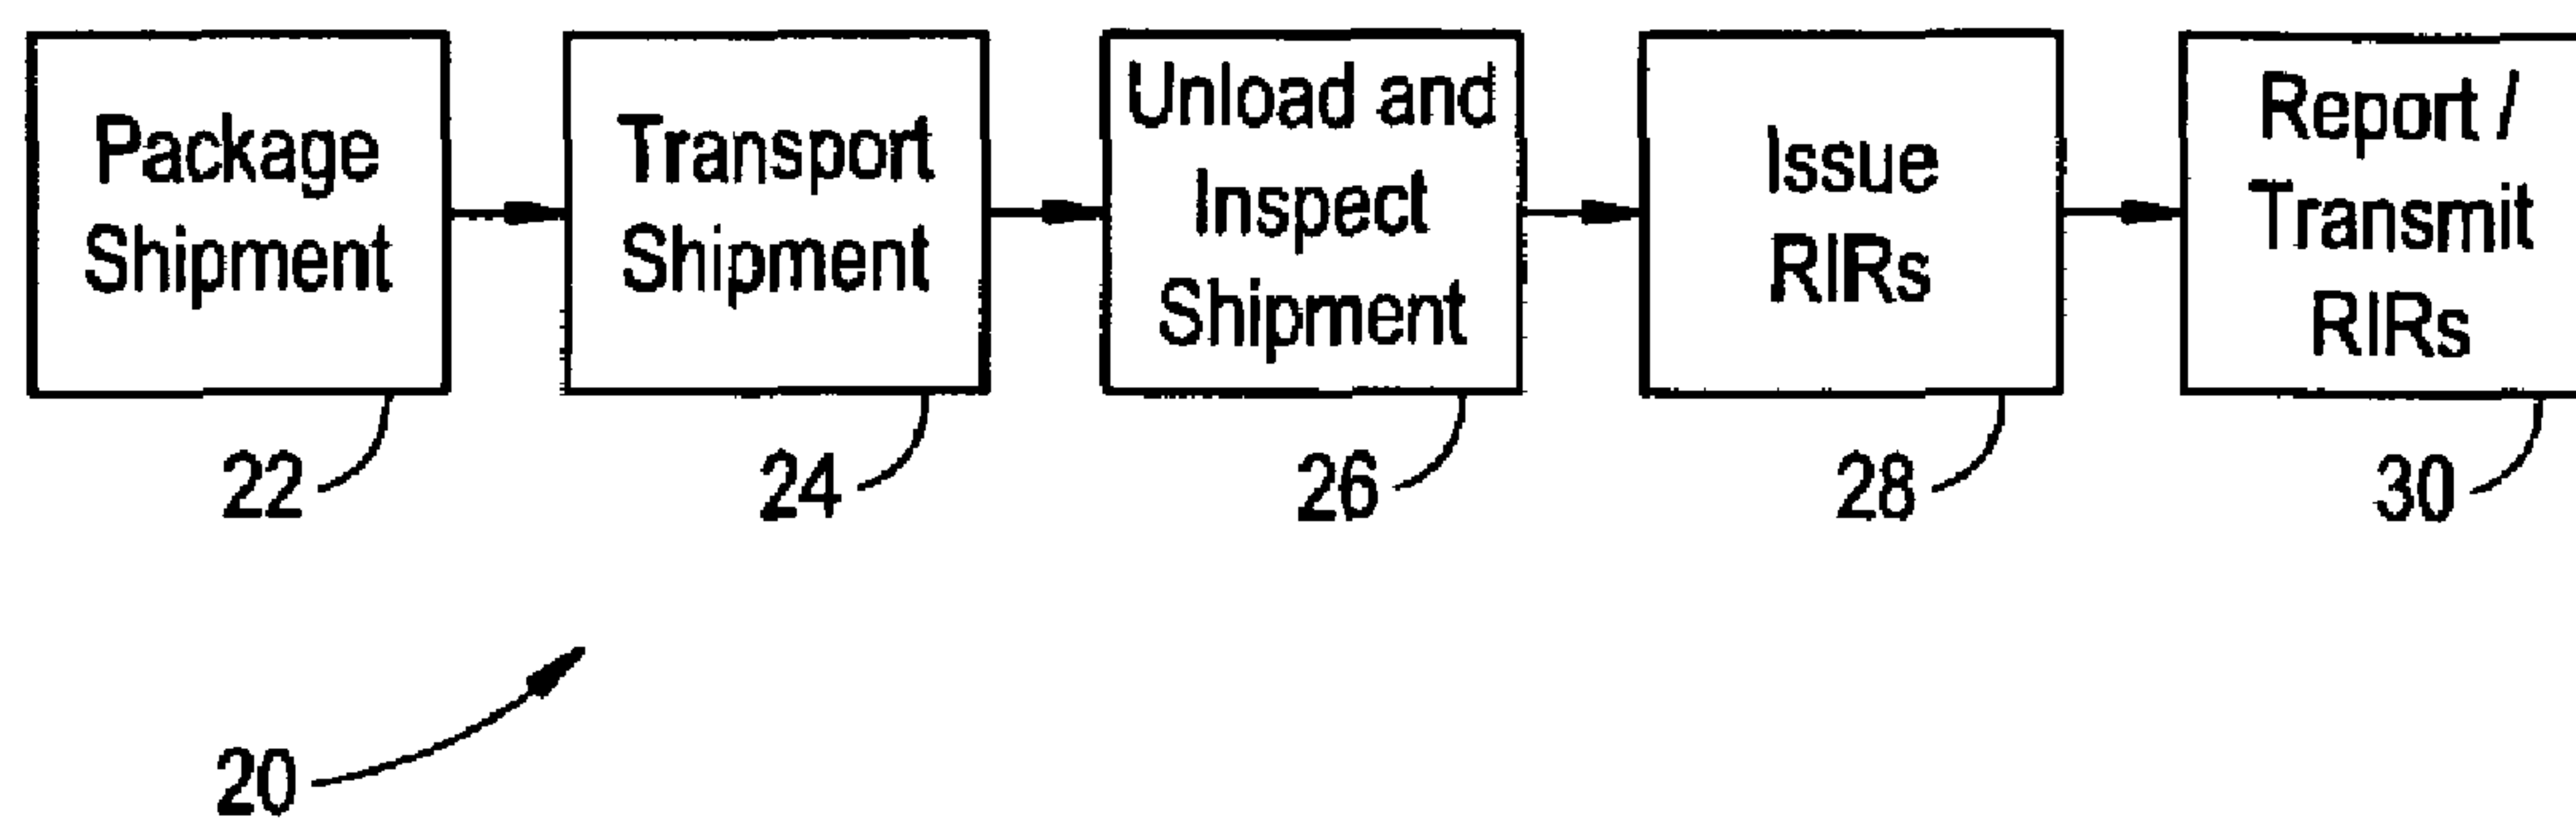 Package
Shipment
Transport
Shipment
Unload and
Inspect
Shipment
Issue
RIRs
Report /
Transmit
RIRs
22
24
26
28
30
20